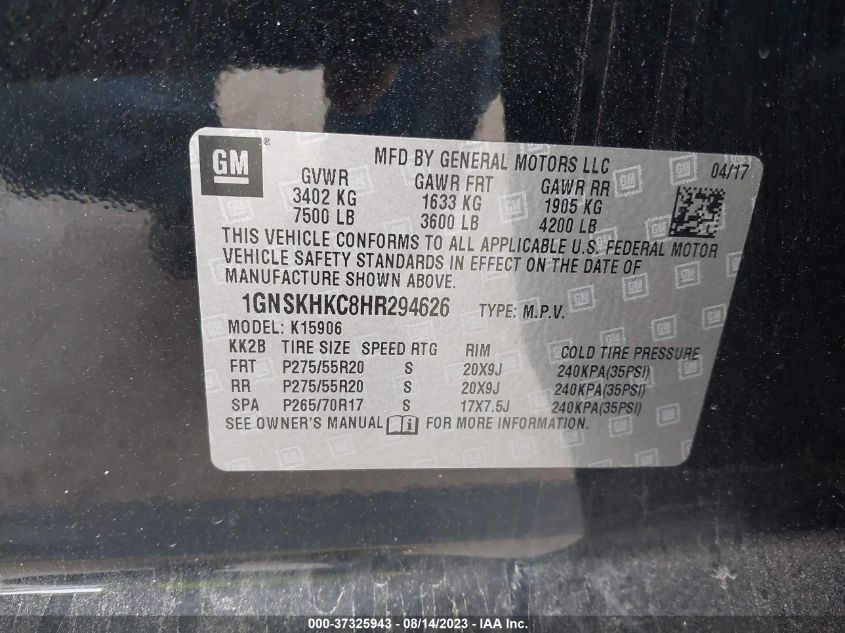 GM
MFD BY GENERAL MOTORS LLC
04/17
GVWR GAWR FRT GAWR RR
3402 KG 1633 KG 1905 KG
7500 LB 3600 LB 4200 LB
THIS VEHICLE CONFORMS TO ALL APPLICABLE U.S. FEDERAL MOTOR
VEHICLE SAFETY STANDARDS IN EFFECT ON THE DATE OF
MANUFACTURE SHOWN ABOVE.
1GNSKHKC8HR294626 TYPE: M.P.V.
MODEL: K15906
KK2B TIRE SIZE SPEED RTG RIM COLD TIRE PRESSURE
FRT P275/55R20 S 20X9J 240KPA(35PSI)
RR P275/55R20 S 20X9J 240KPA(35PSI)
SPA P265/70R17 S 17X7.5J 240KPA(35PSI)
SEE OWNER'S MANUAL FOR MORE INFORMATION.
000-37325943 - 08/14/2023 - IAAI.COM - COPART.COM